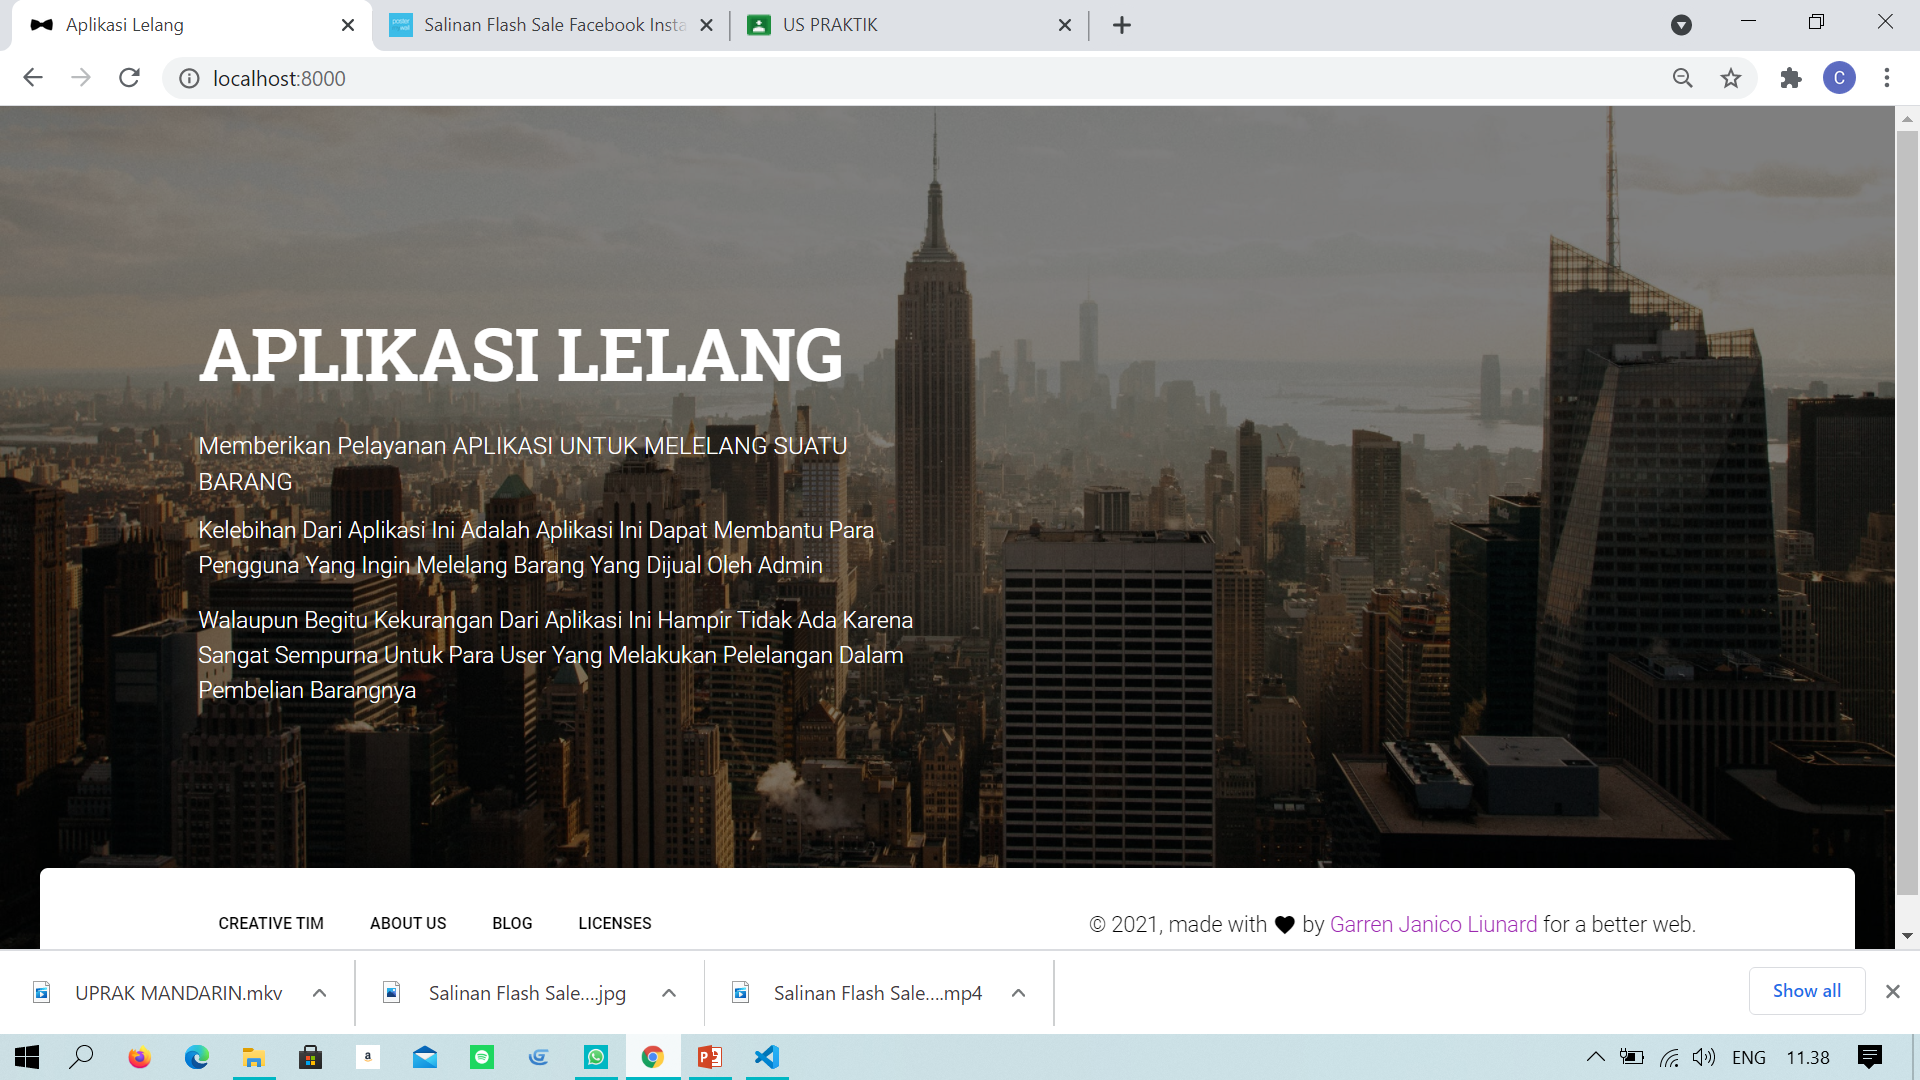 Aplikasi Lelang
Salinan Flash Sale Facebook Insta
US PRAKTIK
localhost:8000
C
APLIKASI LELANG
Memberikan Pelayanan APLIKASI UNTUK MELELANG SUATU
BARANG
Kelebihan Dari Aplikasi Ini Adalah Aplikasi Ini Dapat Membantu Para
Pengguna Yang Ingin Melelang Barang Yang Dijual Oleh Admin
Walaupun Begitu Kekurangan Dari Aplikasi Ini Hampir Tidak Ada Karena
Sangat Sempurna Untuk Para User Yang Melakukan Pelelangan Dalam
Pembelian Barangnya
CREATIVE TIM ABOUT US BLOG LICENSES
© 2021, made with ♥ by Garren Janico Liunard for a better web.
UPRAK MANDARIN.mkv
Salinan Flash Sale....jpg
Salinan Flash Sale....mp4
Show all
ENG
11.38